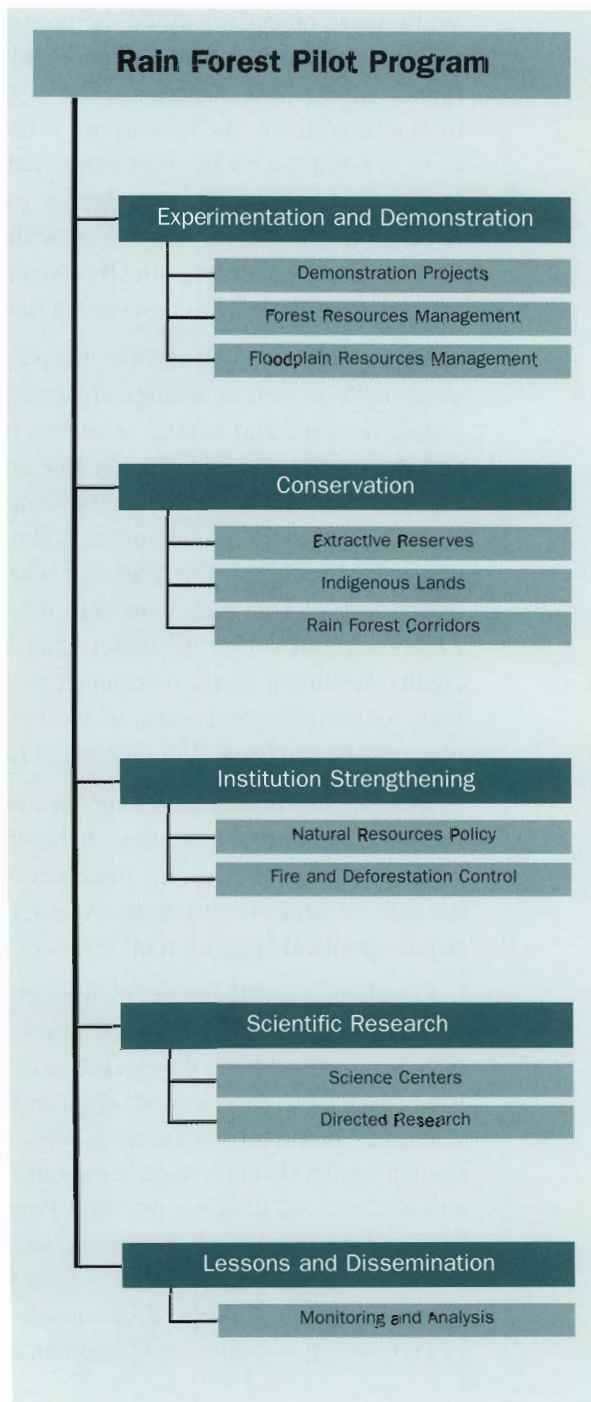 Rain Forest Pilot Program
Experimentation and Demonstration
Demonstration Projects
Forest Resources Management
Floodplain Resources Management
Conservation
Extractive Reserves
Indigenous Lands
Rain Forest Corridors
Institution Strengthening
Natural Resources Policy
Fire and Deforestation Control
Scientific Research
Science Centers
Directed Research
Lessons and Dissemination
Monitoring and Analysis